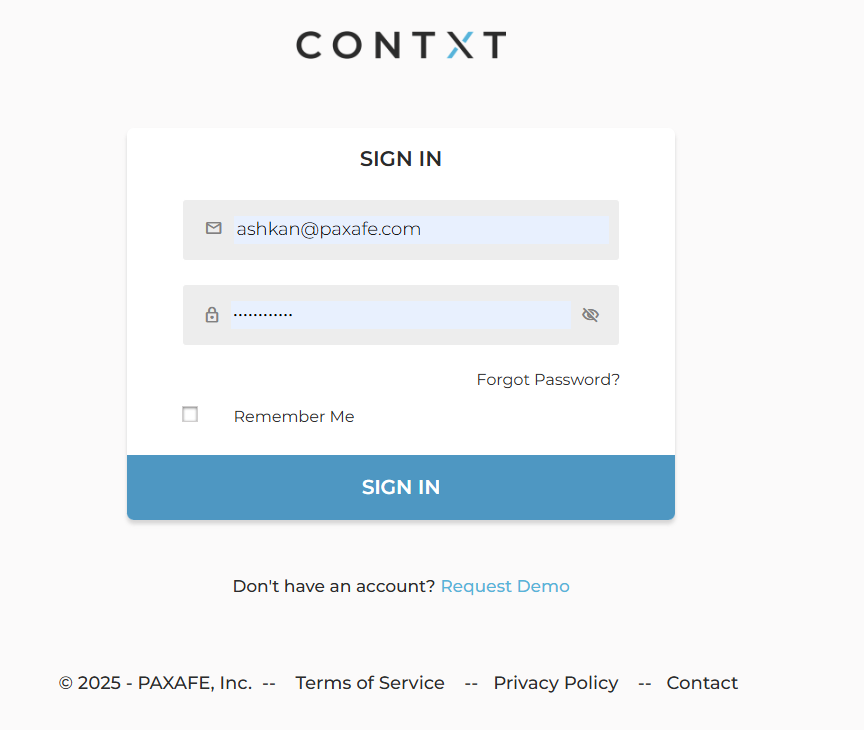 CONTXT
SIGN IN
ashkan@paxafe.com
············
Forgot Password?
Remember Me
SIGN IN
Don't have an account? Request Demo
© 2025 - PAXAFE, Inc. -- Terms of Service -- Privacy Policy -- Contact